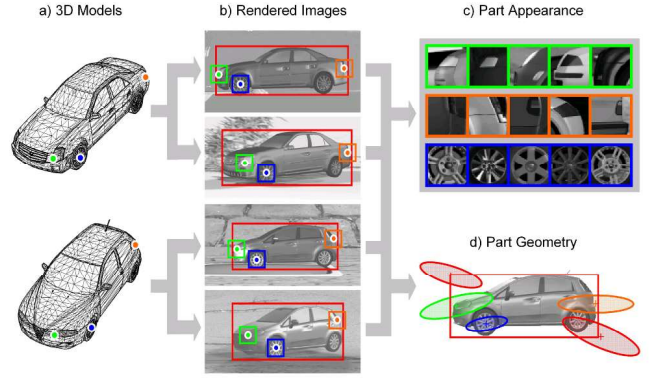 a) 3D Models
b) Rendered Images
c) Part Appearance
d) Part Geometry